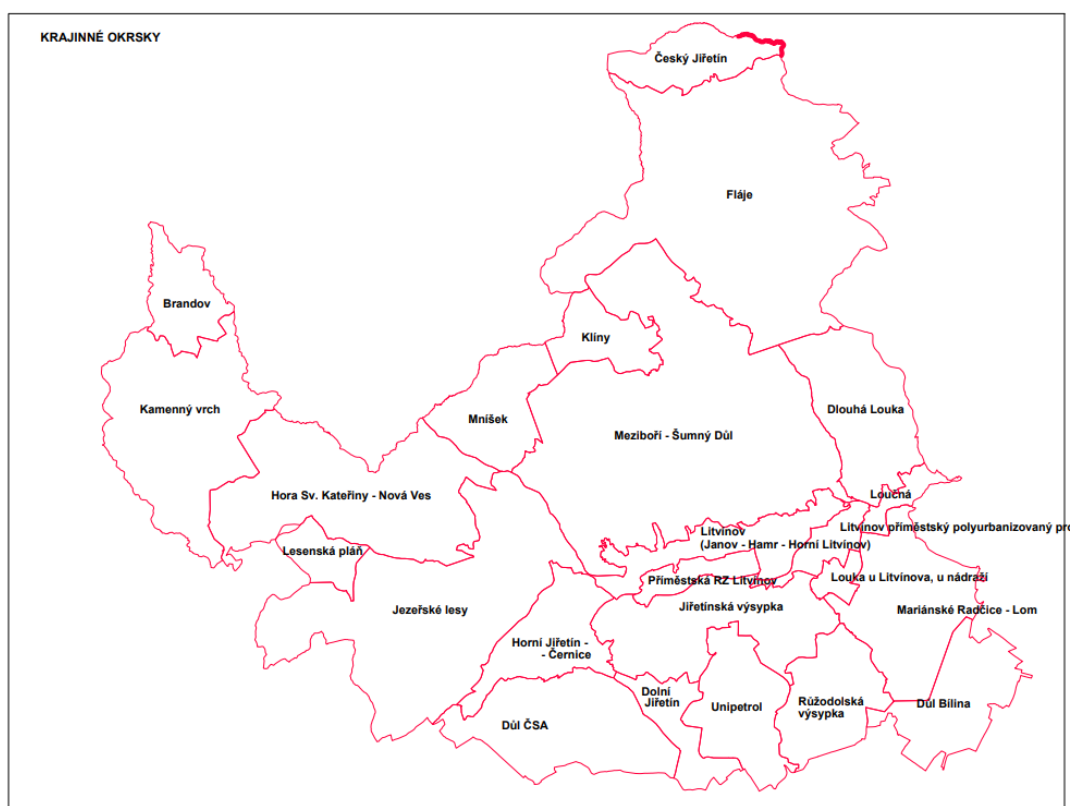 KRAJINNÉ OKRSKY
Český Jiřetín
Fláje
Brandov
Klíny
Kamenný vrch
Mníšek
Dlouhá Louka
Meziboří - Šumný Důl
Hora Sv. Kateřiny - Nová Ves
Loučná
Litvínov příměstský polyurbanizovaný pro
Litvínov
(Janov - Hamr - Horní Litvínov)
Lesenská pláň
Příměstská RZ Litvínov
Louka u Litvínova, u nádraží
Jezeřské lesy
Jiřetínská výsypka
Mariánské Radčice - Lom
Horní Jiřetín -
- Černice
Dolní
Jiřetín
Unipetrol
Růžodolská
výsypka
Důl Bílina
Důl ČSA